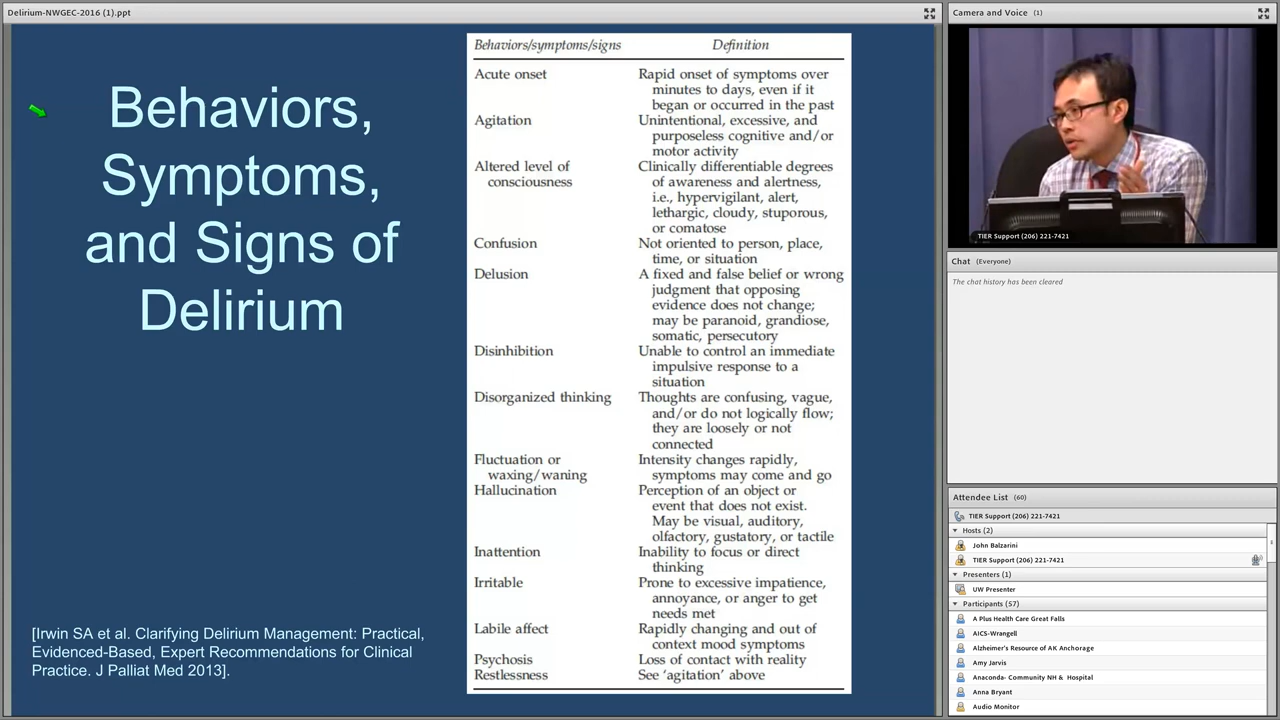 Delirium-NWGEC-2016 (1).ppt
Behaviors,
Symptoms,
and Signs of
Delirium
[Irwin SA et al. Clarifying Delirium Management: Practical,
Evidenced-Based, Expert Recommendations for Clinical
Practice. J Palliat Med 2013].
Behaviors/symptoms/signs Definition
Acute onset Rapid onset of symptoms over
minutes to days, even if it
began or occurred in the past
Agitation Unintentional, excessive, and
purposeless cognitive and/or
motor activity
Altered level of Clinically differentiable degrees
consciousness of awareness and alertness,
i.e., hypervigilant, alert,
lethargic, cloudy, stuporous,
or comatose
Confusion Not oriented to person, place,
time, or situation
Delusion A fixed and false belief or wrong
judgment that opposing
evidence does not change;
may be paranoid, grandiose,
somatic, persecutory
Disinhibition Unable to control an immediate
impulsive response to a
situation
Disorganized thinking Thoughts are confusing, vague,
and/or do not logically flow;
they are loosely or not
connected
Fluctuation or Intensity changes rapidly,
waxing/waning symptoms may come and go
Hallucination Perception of an object or
event that does not exist.
May be visual, auditory,
olfactory, gustatory, or tactile
Inattention Inability to focus or direct
thinking
Irritable Prone to excessive impatience,
annoyance, or anger to get
needs met
Labile affect Rapidly changing and out of
context mood symptoms
Psychosis Loss of contact with reality
Restlessness See 'agitation' above
Camera and Voice (1)
TIER Support (206) 221-7421
Chat (Everyone)
The chat history has been cleared
Attendee List (60)
TIER Support (206) 221-7421
Hosts (2)
John Balzarini
TIER Support (206) 221-7421
Presenters (1)
UW Presenter
Participants (57)
A Plus Health Care Great Falls
AICS-Wrangell
Alzheimer's Resource of AK Anchorage
Amy Jarvis
Anaconda- Community NH & Hospital
Anna Bryant
Audio Monitor